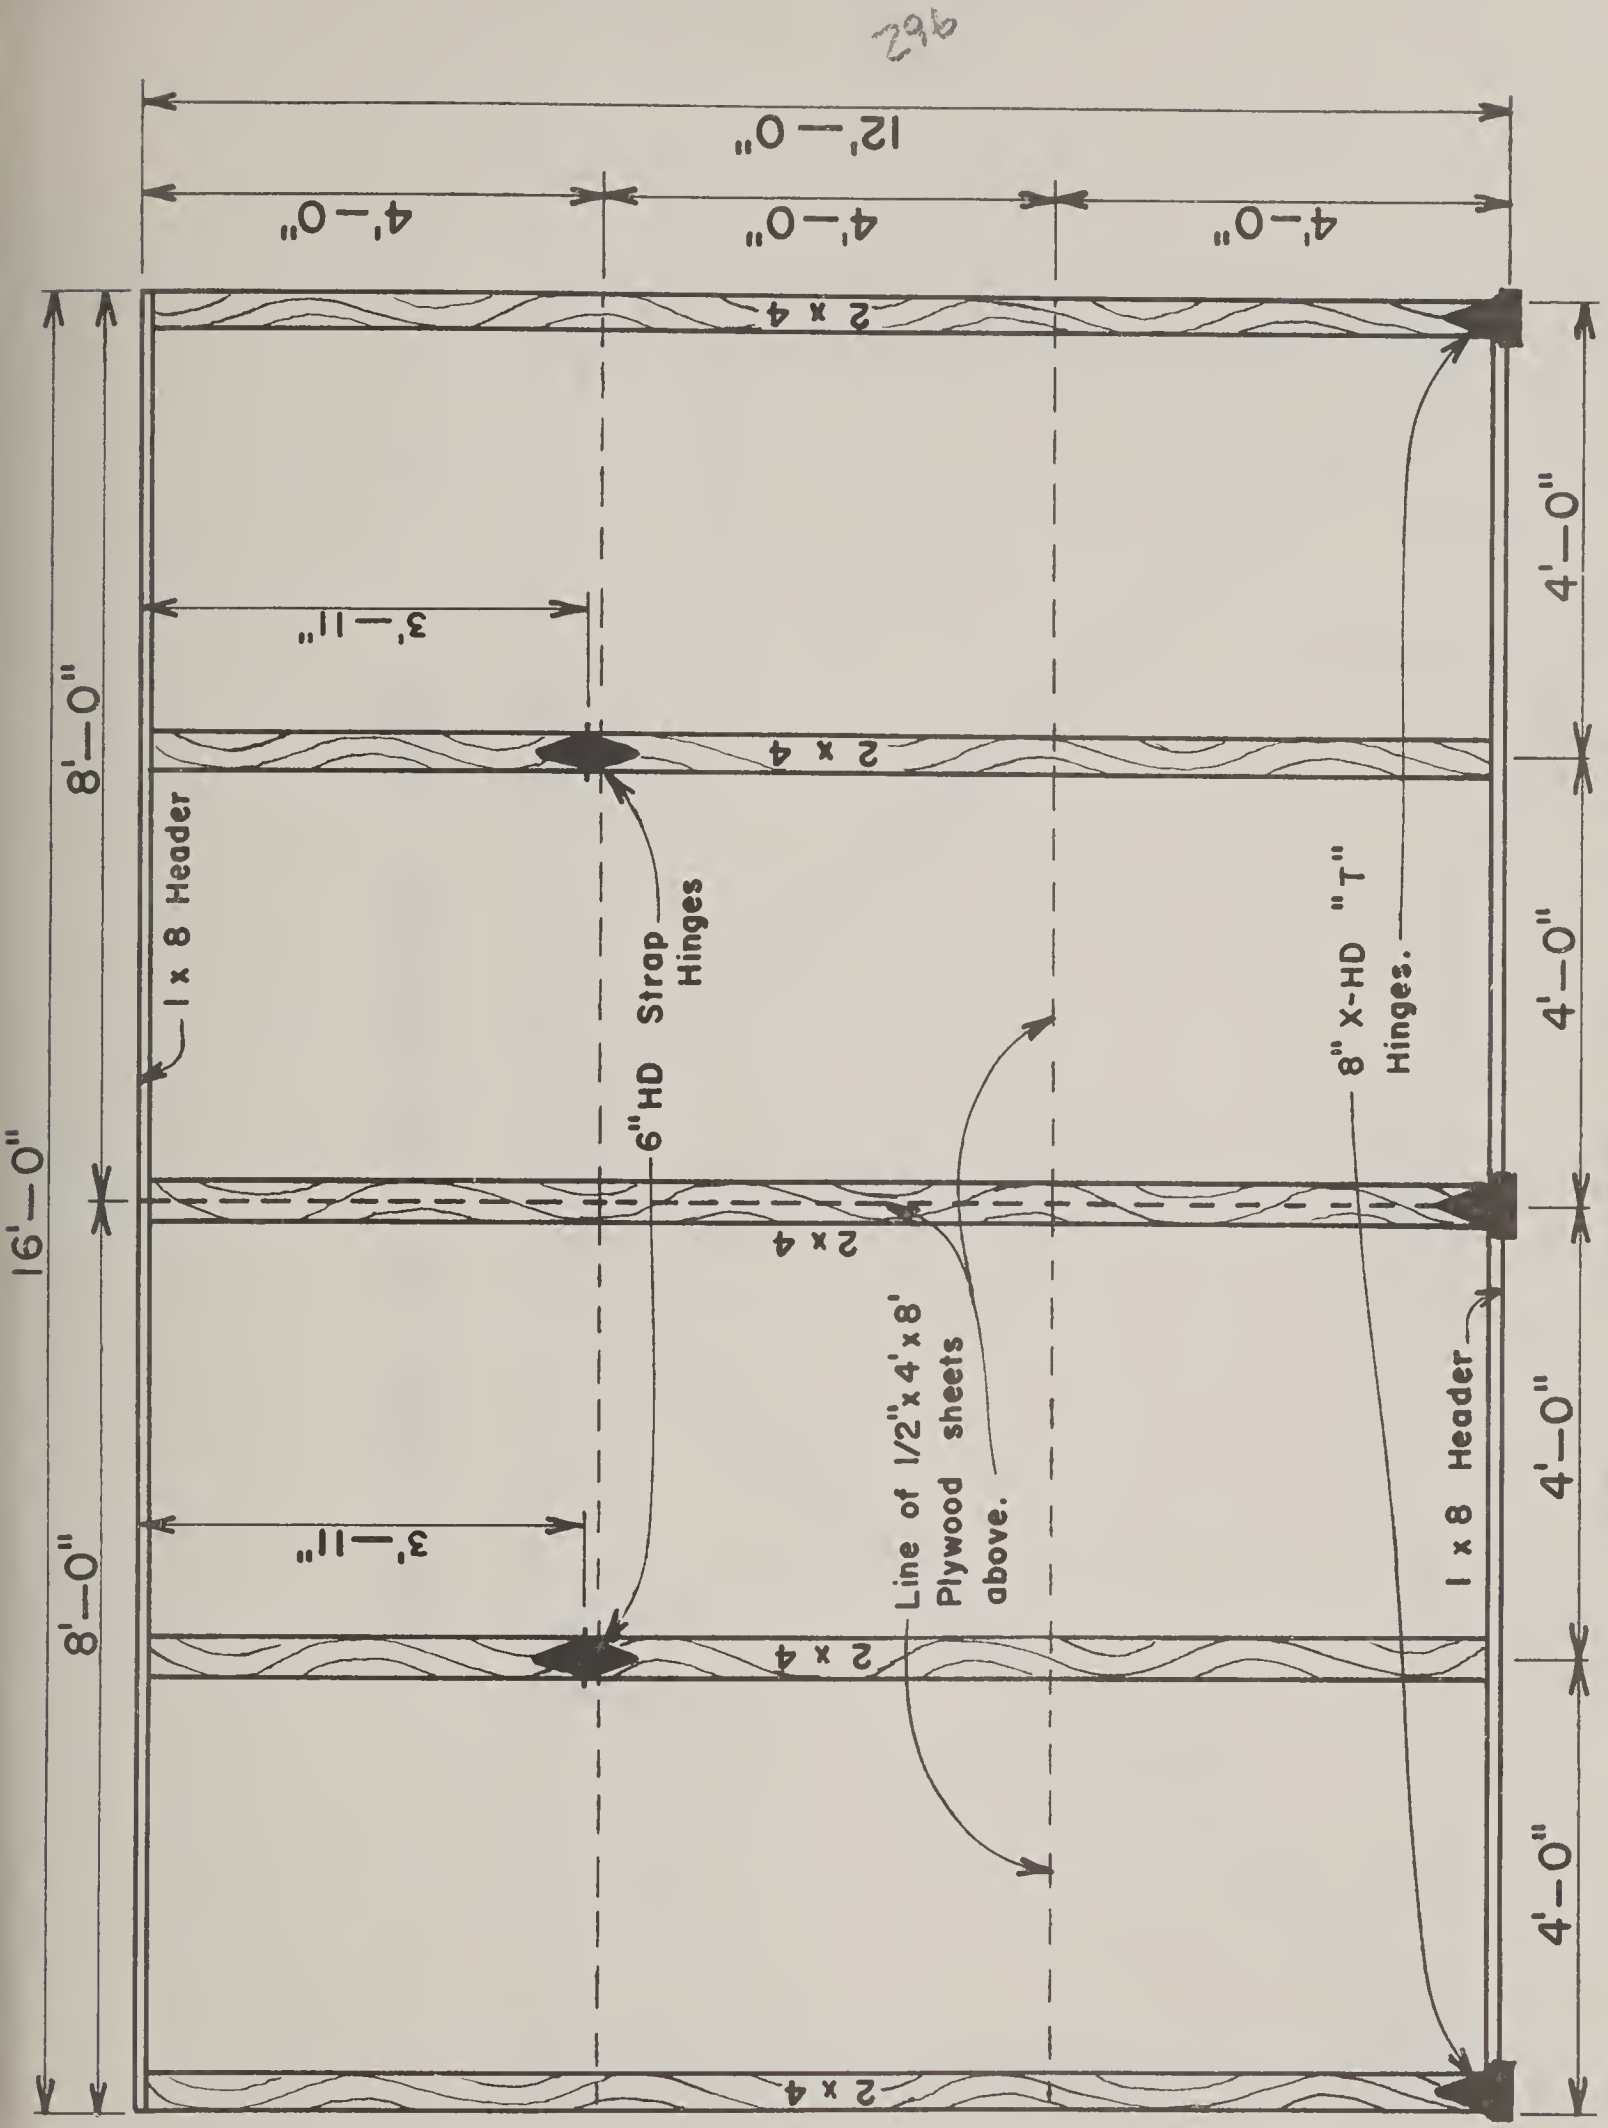 296
16'—0"
8'—0"
8'—0"
1 x 8 Header
3'—11"
3'—11"
6" HD Strap
Hinges
2 x 4
2 x 4
2 x 4
2 x 4
2 x 4
Line of 1/2" x 4' x 8'
Plywood sheets
above.
8" X-HD "T"
Hinges.
1 x 8 Header
4'—0"
4'—0"
4'—0"
4'—0"
4'—0"
4'—0"
4'—0"
12'—0"